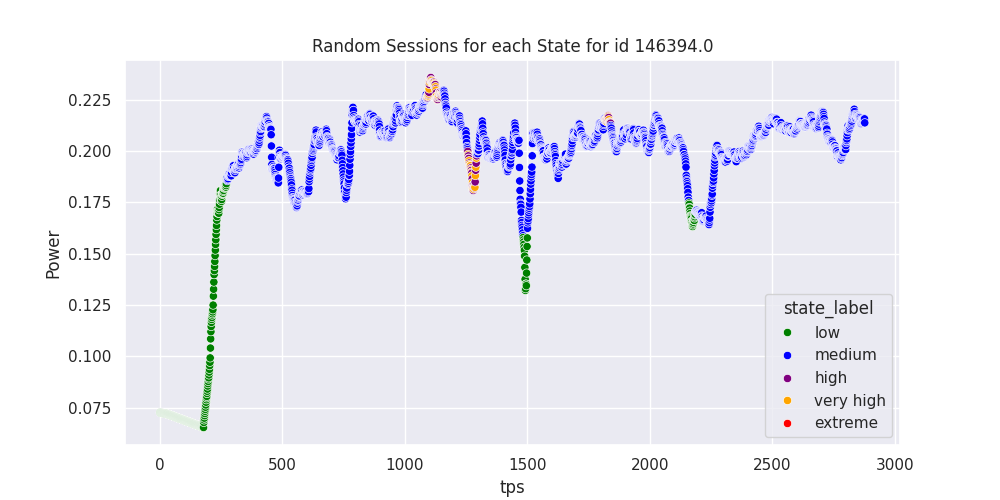 Random Sessions for each State for id 146394.0
0.225
0.200
0.175
0.150
0.125
0.100
0.075
Power
state_label
low
medium
high
very high
extreme
0 500 1000 1500 2000 2500 3000
tps